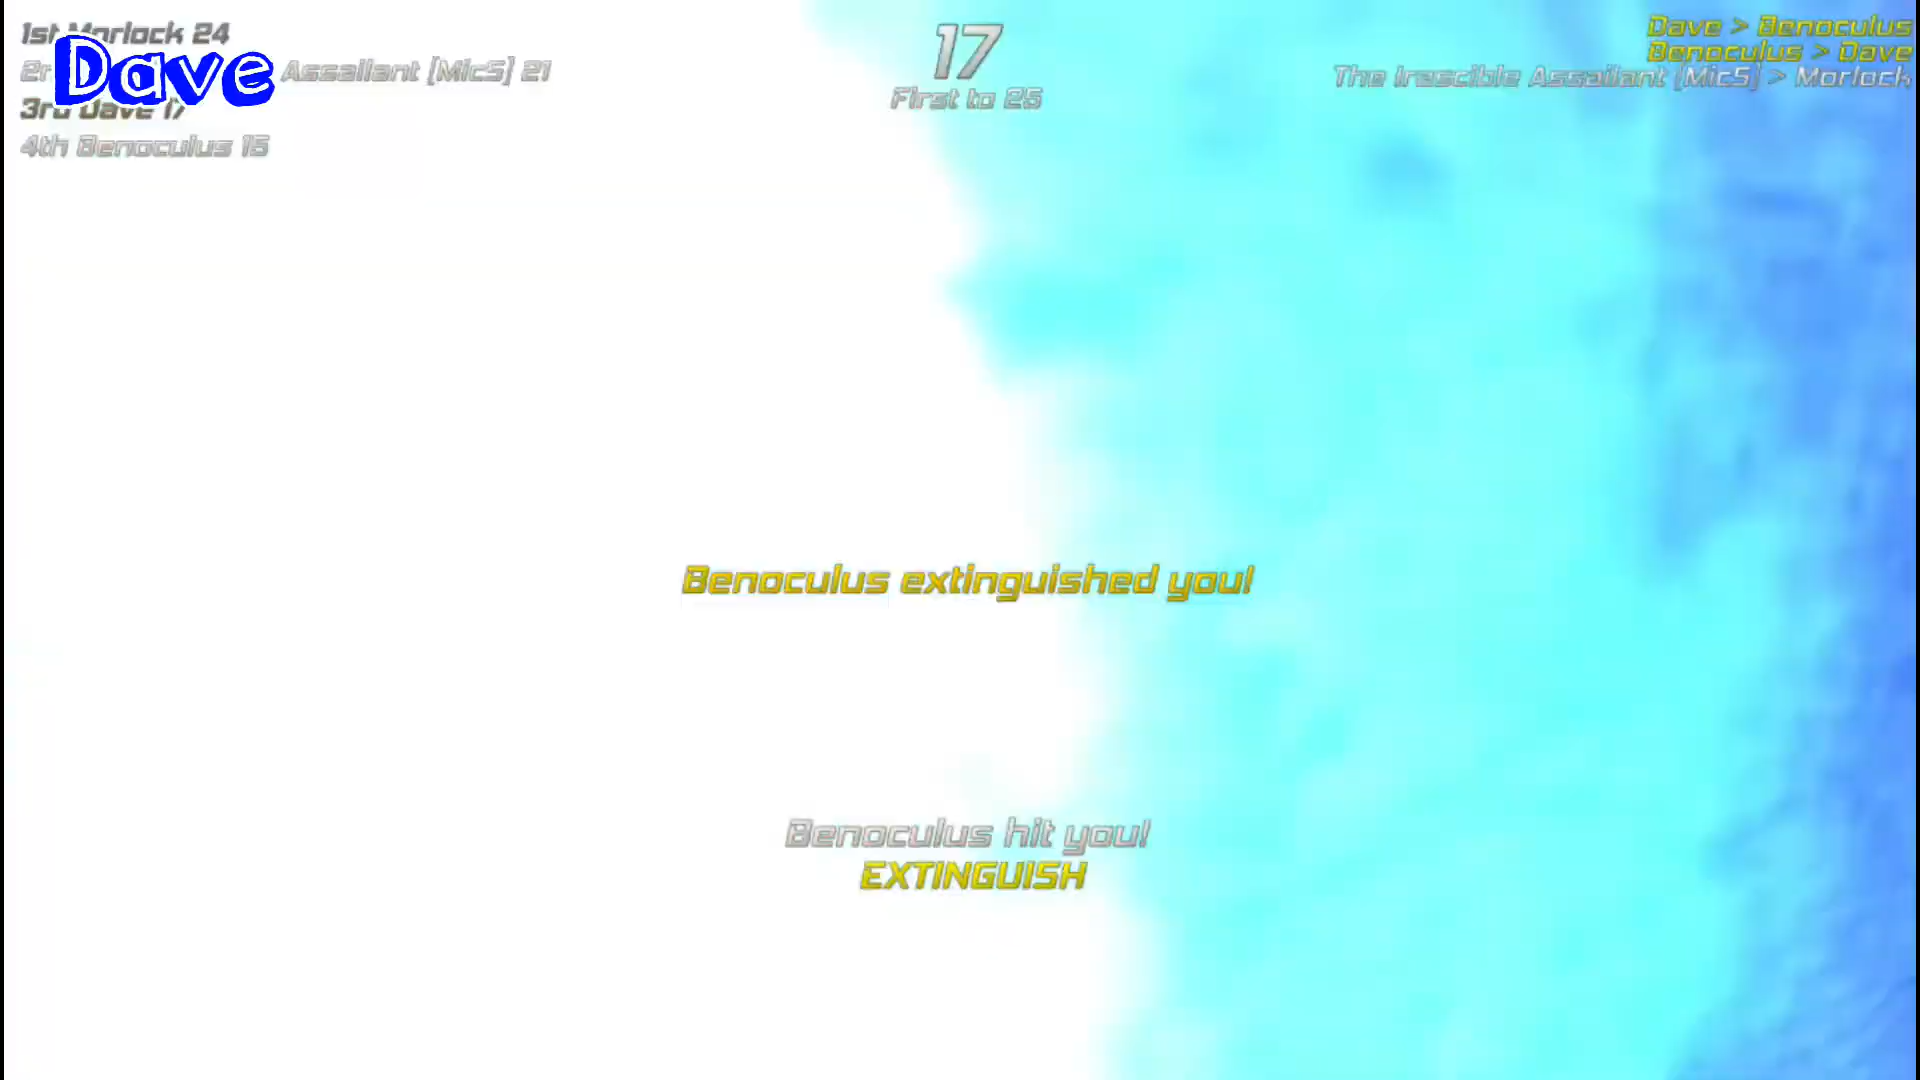 1st Morlock 24
Dave
Assailant [MicS] 21
3rd Dave 17
4th Benoculus 15
17
First to 25
Dave > Benoculus
Benoculus > Dave
The Irascible Assailant [MicS] > Morlock
Benoculus extinguished you!
Benoculus hit you!
EXTINGUISH